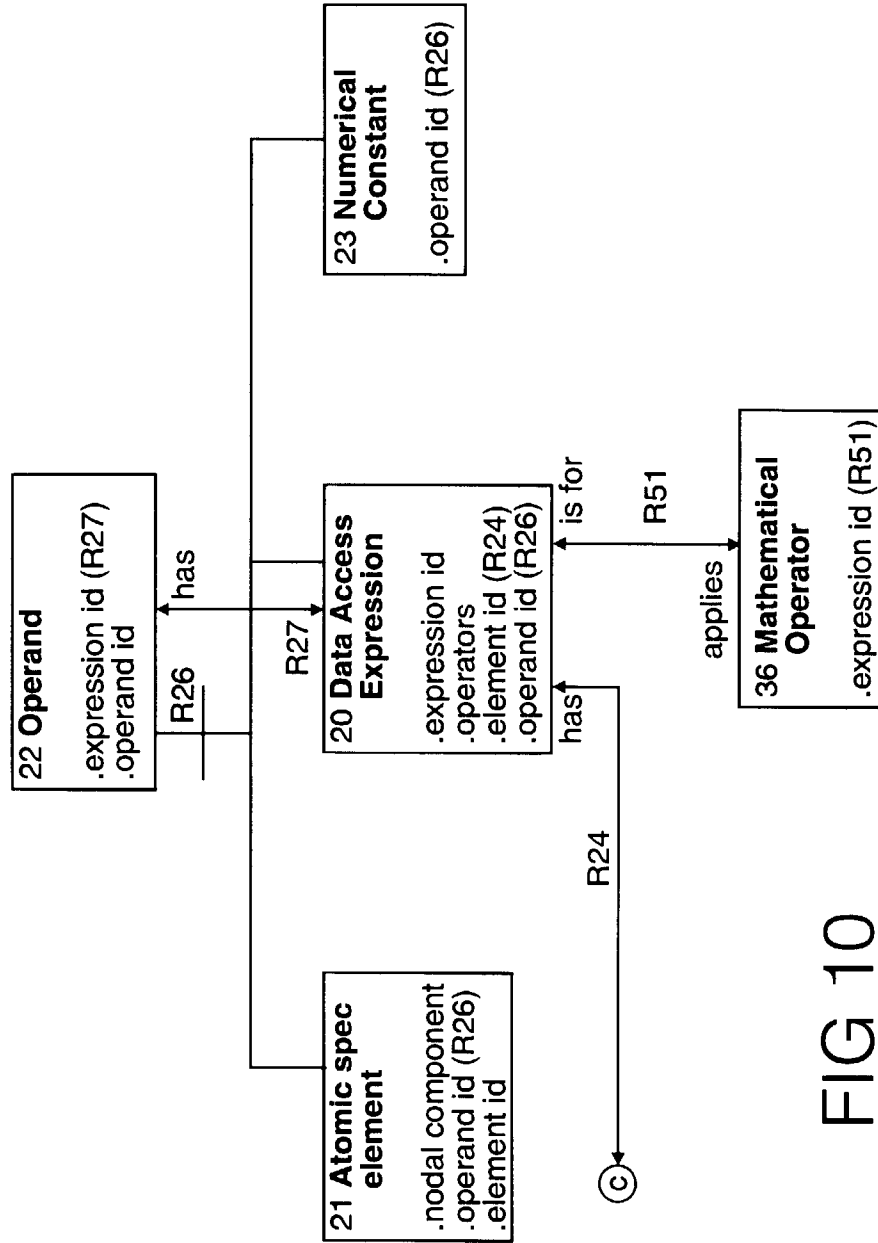 22 Operand
.expression id (R27)
.operand id
R26
has
R27
21 Atomic spec
element
.nodal component
.operand id (R26)
.element id
20 Data Access
Expression
.expression id
.operators
.element id (R24)
.operand id (R26)
23 Numerical
Constant
.operand id (R26)
has
is for
R24
R51
C
applies
36 Mathematical
Operator
.expression id (R51)
FIG 10